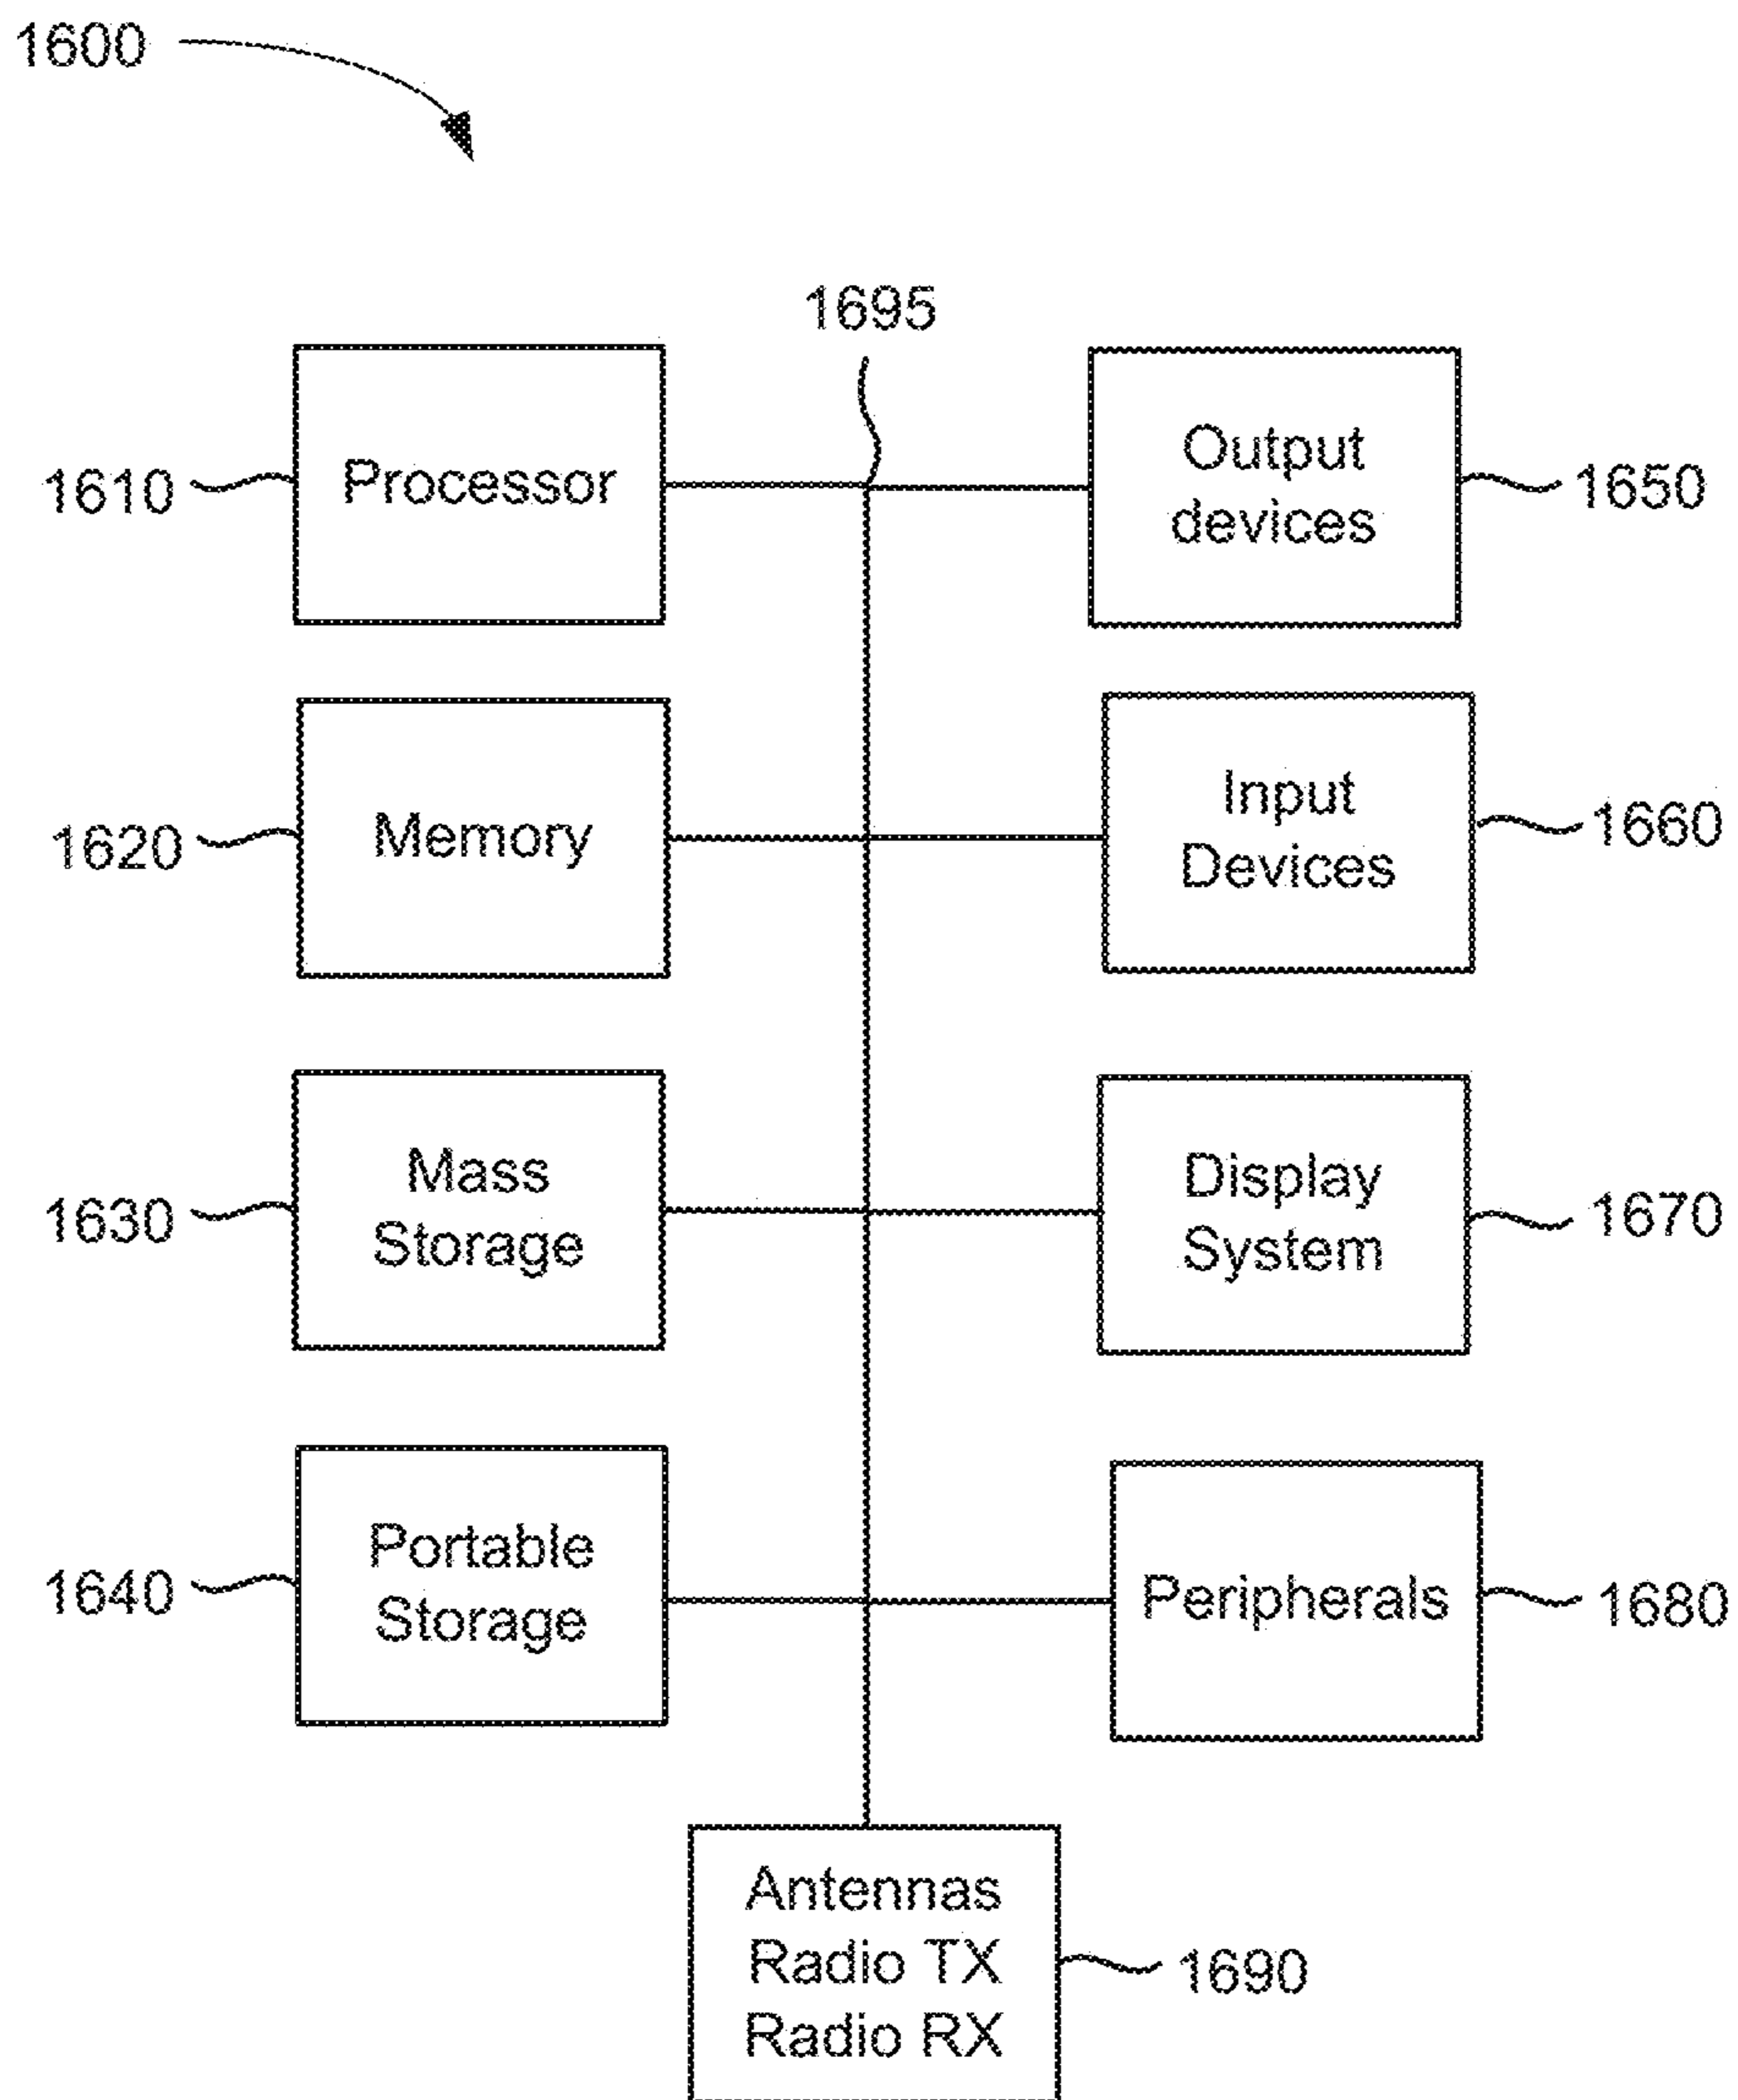 1600
1695
1610
Processor
Output
devices
1650
1620
Memory
Input
Devices
1660
1630
Mass
Storage
Display
System
1670
1640
Portable
Storage
Peripherals
1680
Antennas
Radio TX
Radio RX
1690